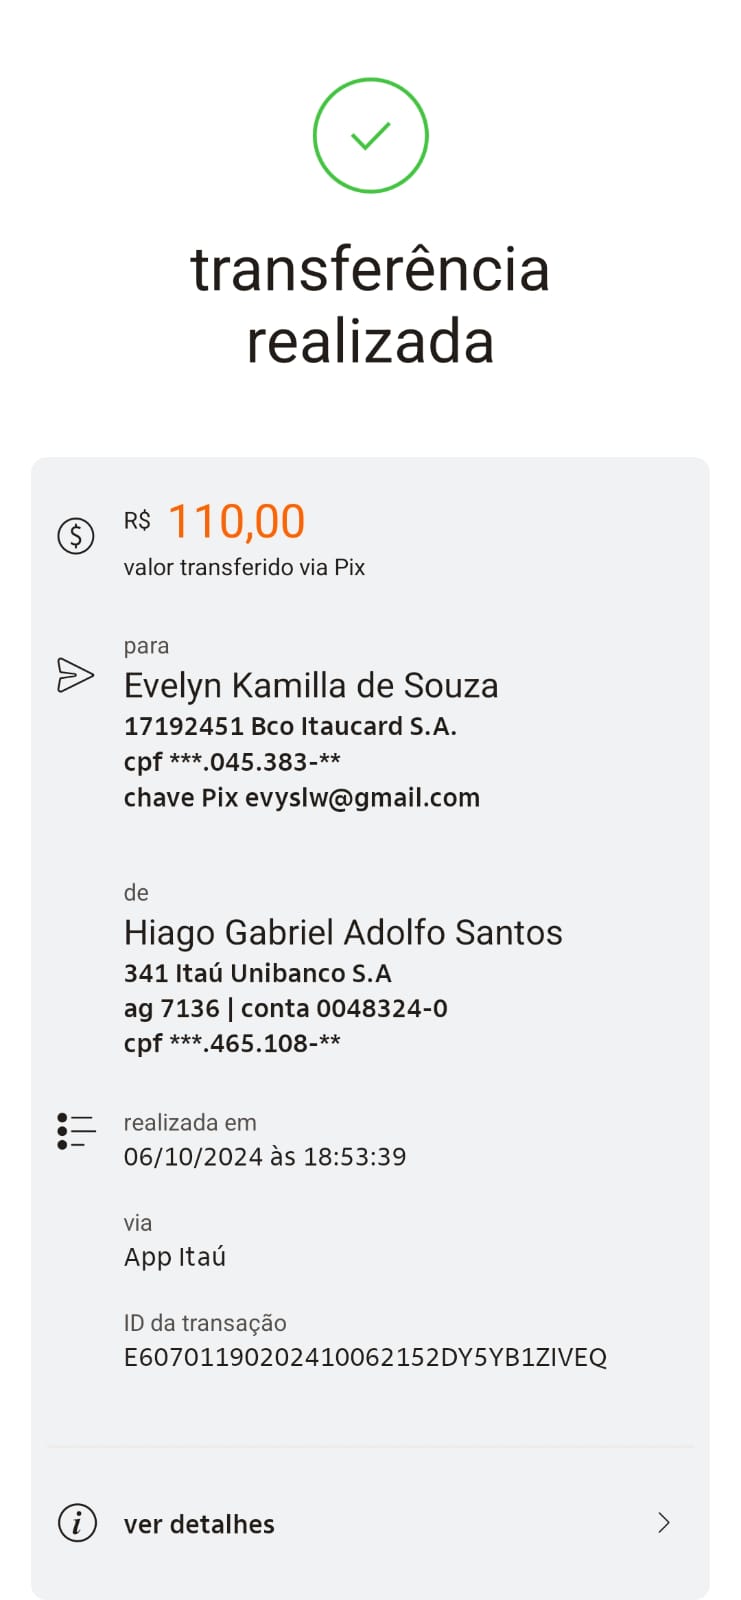 transferência
realizada
R$ 110,00
valor transferido via Pix
para
Evelyn Kamilla de Souza
17192451 Bco Itaucard S.A.
cpf ***.045.383-**
chave Pix evyslw@gmail.com
de
Hiago Gabriel Adolfo Santos
341 Itaú Unibanco S.A
ag 7136 | conta 0048324-0
cpf ***.465.108-**
realizada em
06/10/2024 às 18:53:39
via
App Itaú
ID da transação
E60701190202410062152DY5YB1ZIVEQ
ver detalhes